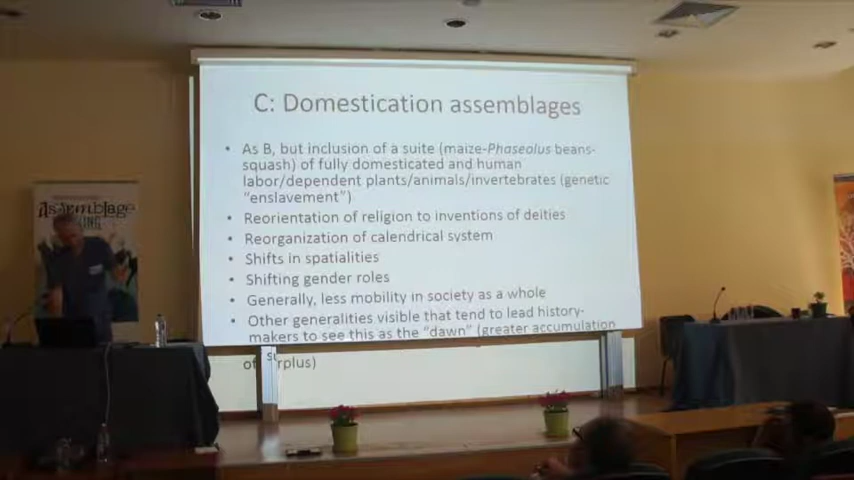 C: Domestication assemblages
• As B, but inclusion of a suite (maize-Phaseolus beans-
squash) of fully domesticated and human
labor/dependent plants/animals/invertebrates (genetic
“enslavement”)
• Reorientation of religion to inventions of deities
• Reorganization of calendrical system
• Shifts in spatialities
• Shifting gender roles
• Generally, less mobility in society as a whole
• Other generalities visible that tend to lead history-
makers to see this as the “dawn” (greater accumulation
of surplus)
Assemblage